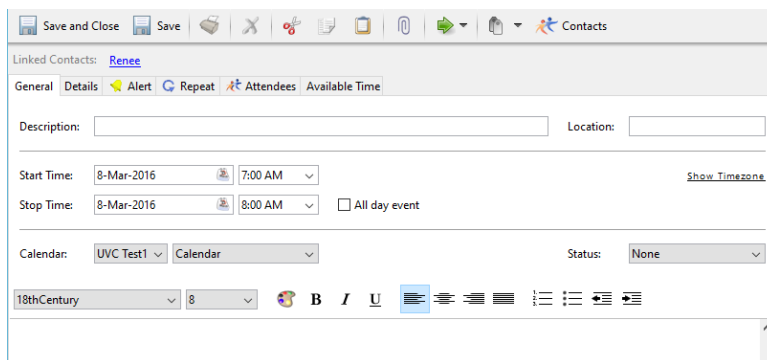 Save and Close Save Contacts
Linked Contacts: Renee
General Details Alert Repeat Attendees Available Time
Description: Location:
Start Time: 8-Mar-2016 7:00 AM Show Timezone
Stop Time: 8-Mar-2016 8:00 AM All day event
Calendar: UVC Test1 Calendar Status: None
18thCentury 8 B I U